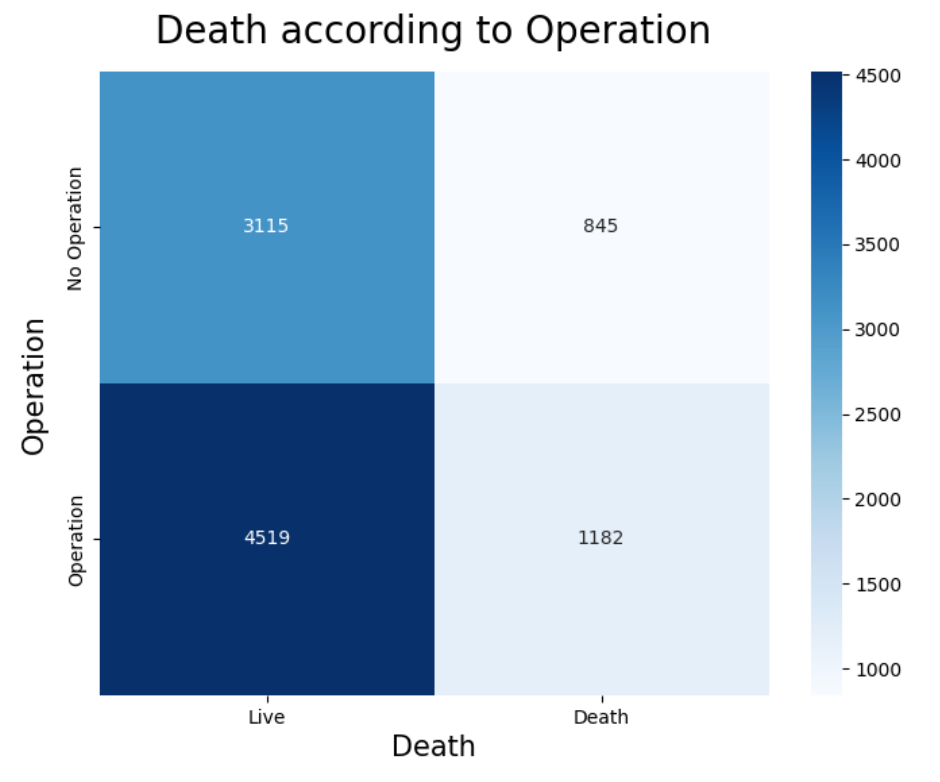 Death according to Operation
No Operation
Operation
Operation
3115
845
4519
1182
Live
Death
Death
4500
4000
3500
3000
2500
2000
1500
1000